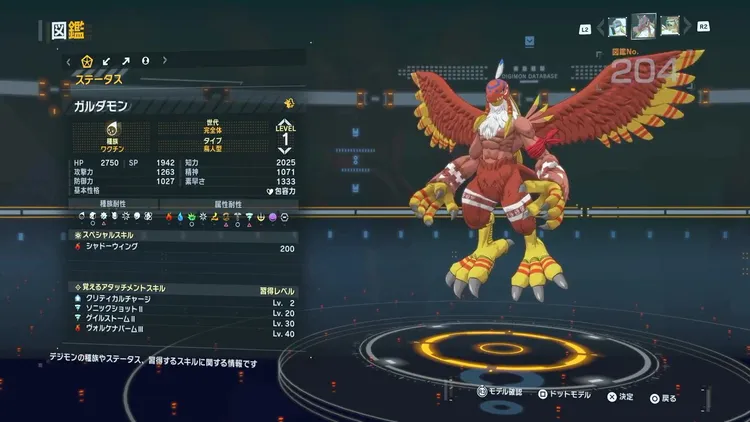 図鑑
L2
R2
図鑑No.
204
DIGIMON DATABASE
ステータス
ガルダモン
種族
ワクチン
世代
完全体
タイプ
鳥人型
LEVEL
1
HP 2750 SP 1942 知力 2025
攻撃力 1263 精神 1071
防御力 1027 素早さ 1333
基本性格 包容力
種族耐性 属性耐性
スペシャルスキル
シャドーウィング 200
覚えるアタッチメントスキル 習得レベル
クリティカルチャージ Lv. 2
ソニックショットII Lv. 20
ゲイルストームII Lv. 30
ヴォルケナパームIII Lv. 40
デジモンの種族やステータス、習得するスキルに関する情報です
R3 モデル確認 ドットモデル 決定 戻る